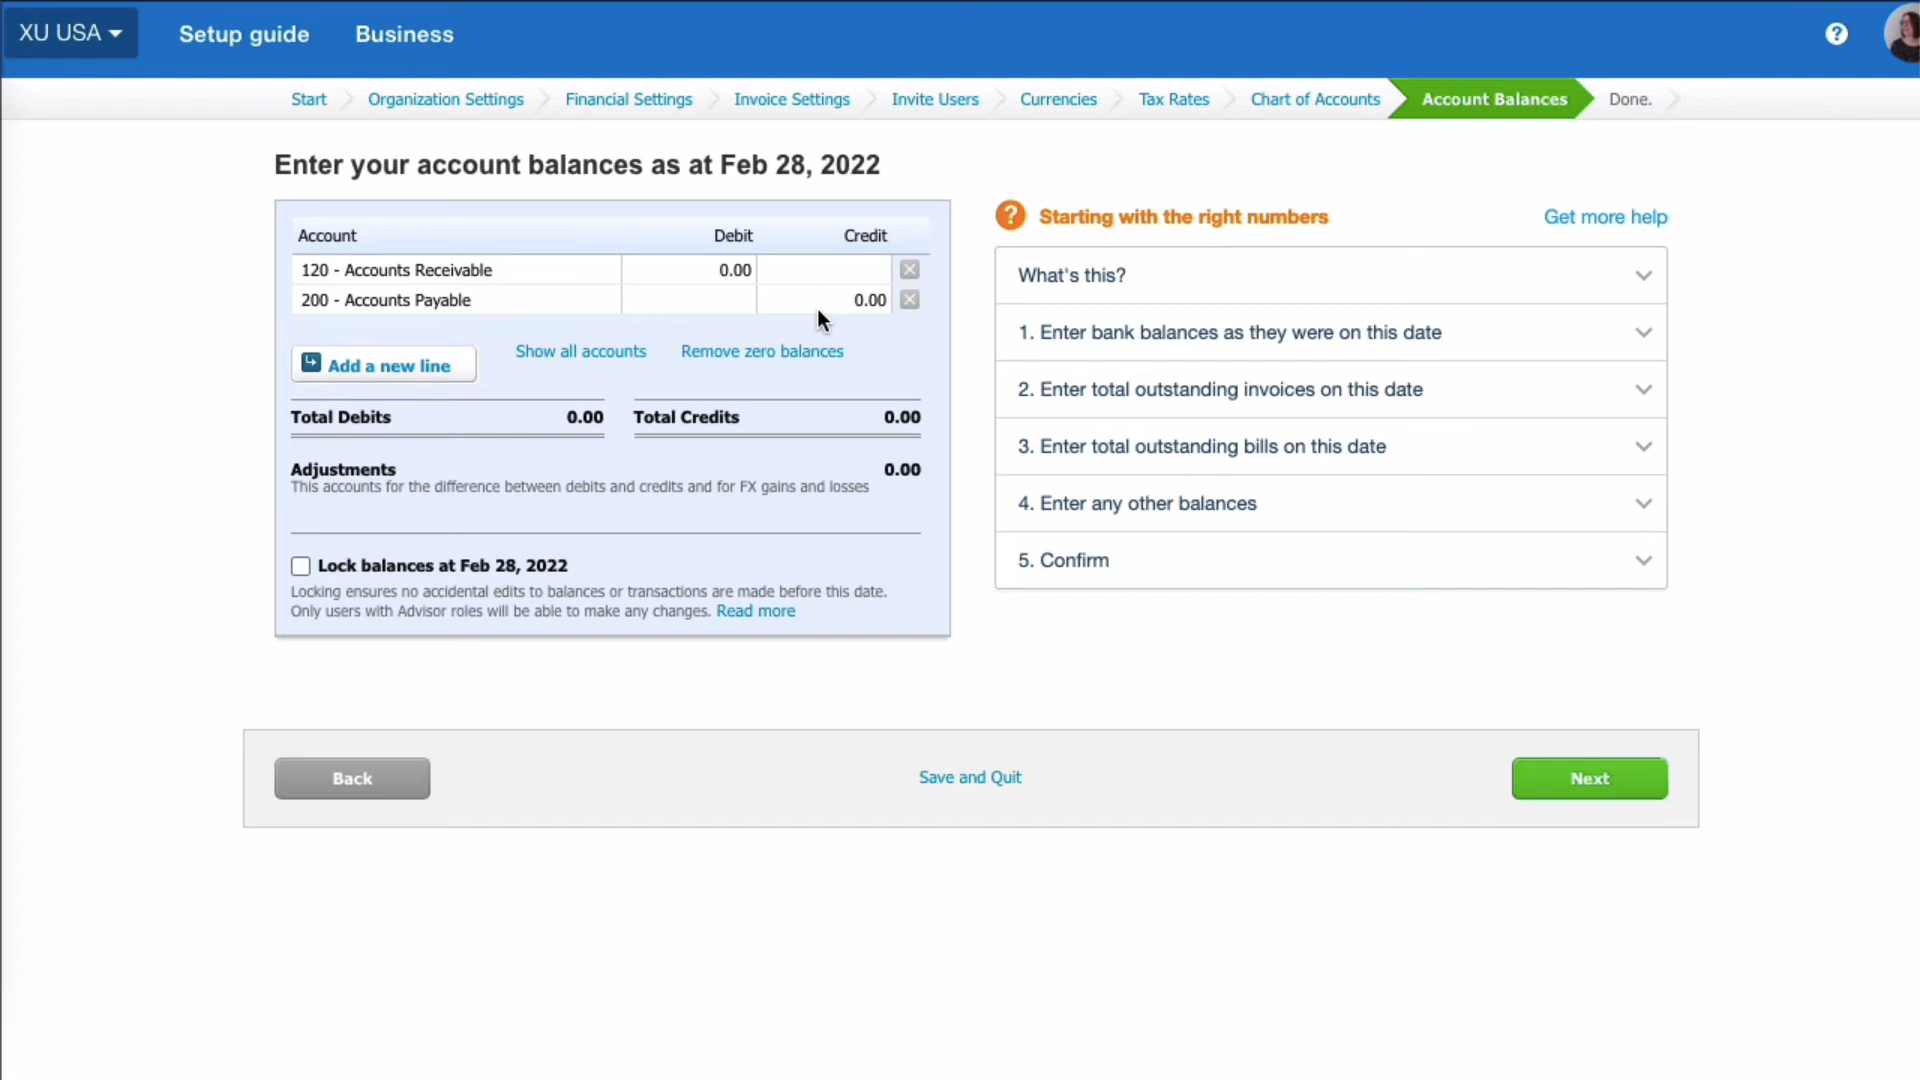 XU USA
Setup guide
Business
?
Start
Organization Settings
Financial Settings
Invoice Settings
Invite Users
Currencies
Tax Rates
Chart of Accounts
Account Balances
Done.
Enter your account balances as at Feb 28, 2022
Account Debit Credit
120 - Accounts Receivable 0.00
200 - Accounts Payable 0.00
Add a new line
Show all accounts
Remove zero balances
Total Debits 0.00
Total Credits 0.00
Adjustments 0.00
This accounts for the difference between debits and credits and for FX gains and losses
Lock balances at Feb 28, 2022
Locking ensures no accidental edits to balances or transactions are made before this date.
Only users with Advisor roles will be able to make any changes. Read more
? Starting with the right numbers
Get more help
What's this?
1. Enter bank balances as they were on this date
2. Enter total outstanding invoices on this date
3. Enter total outstanding bills on this date
4. Enter any other balances
5. Confirm
Back
Save and Quit
Next